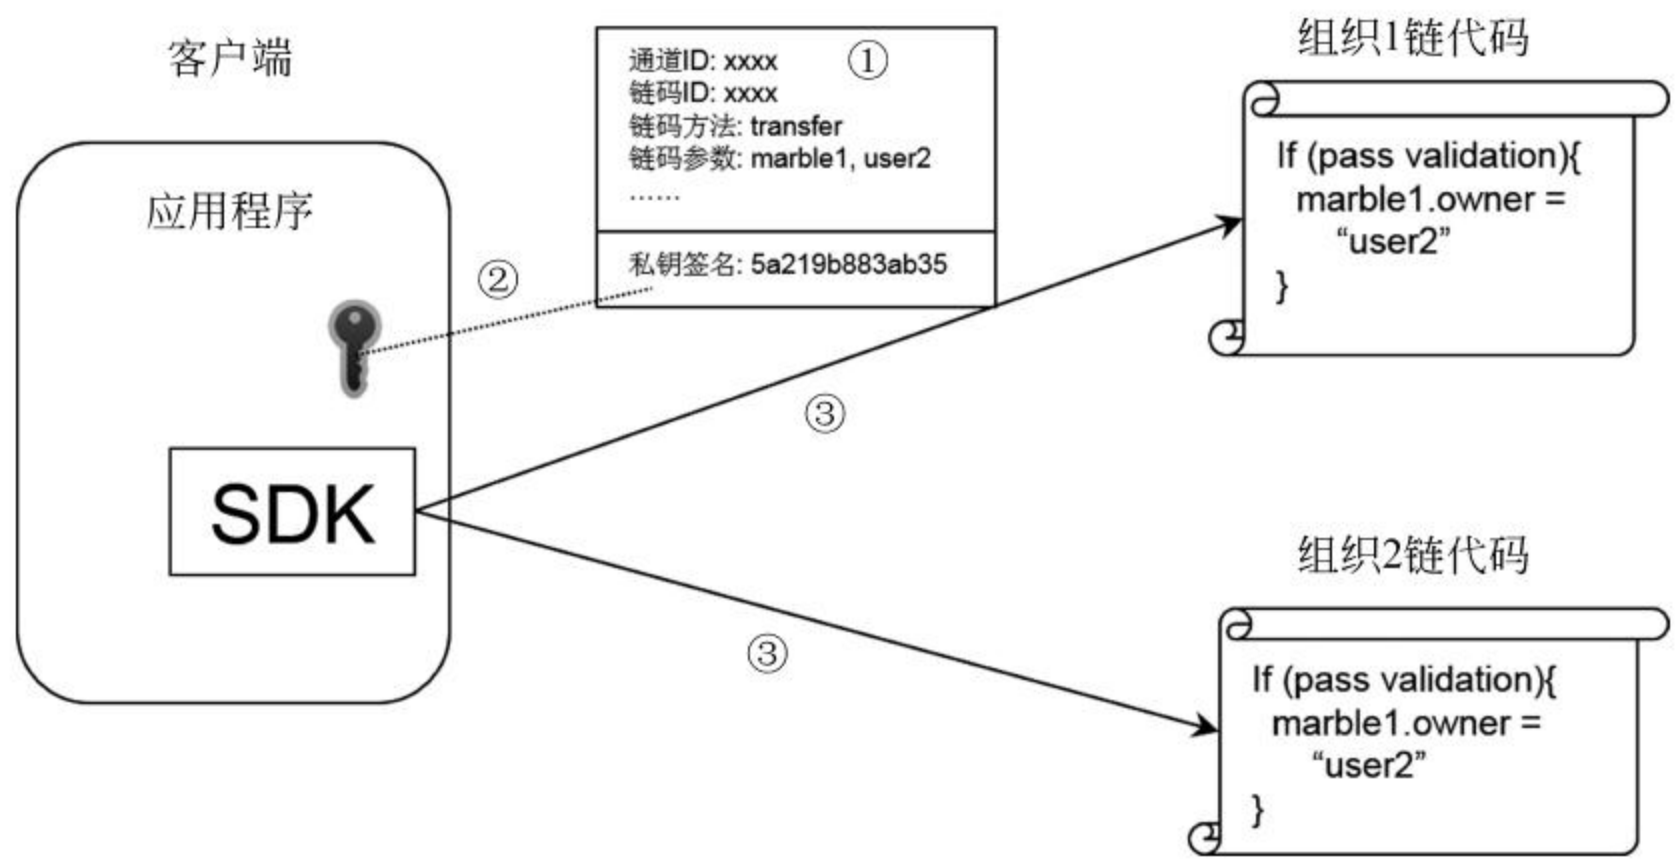 客户端
应用程序
②
SDK
通道ID: xxxx
①
链码ID: xxxx
链码方法: transfer
链码参数: marble1, user2
……
私钥签名: 5a219b883ab35
③
③
组织1链代码
If (pass validation){
marble1.owner =
“user2”
}
组织2链代码
If (pass validation){
marble1.owner =
“user2”
}